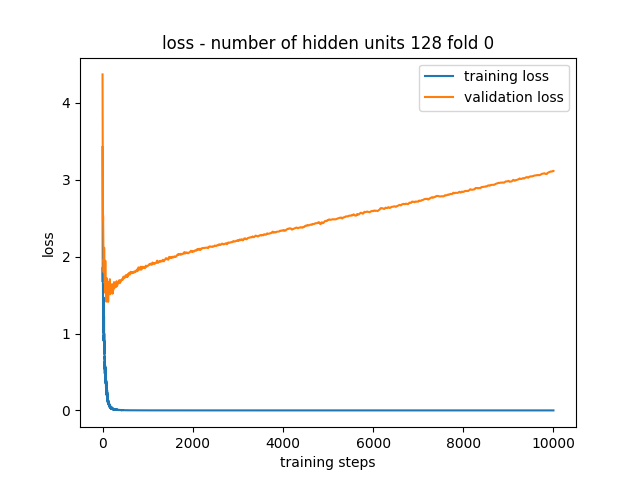 loss - number of hidden units 128 fold 0
training loss
validation loss
loss
4
3
2
1
0
0 2000 4000 6000 8000 10000
training steps